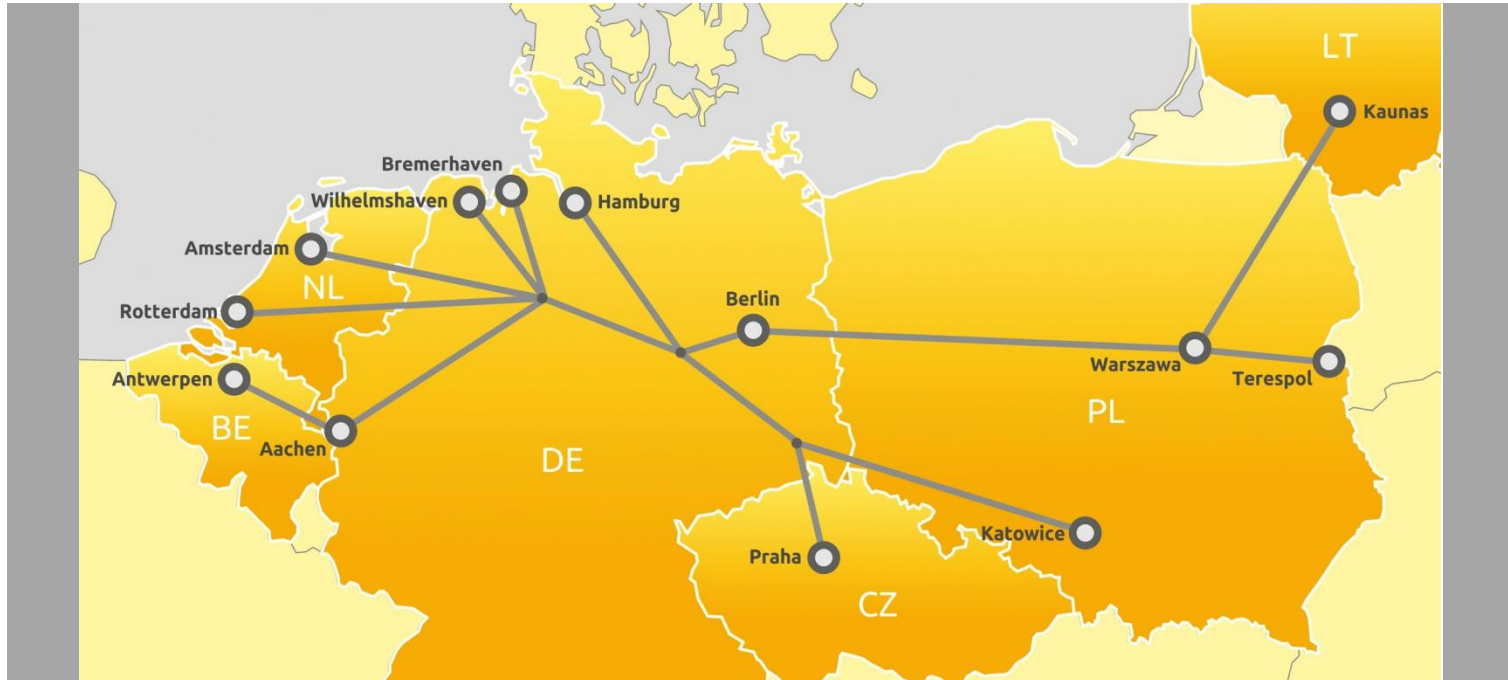 LT
Kaunas
Bremerhaven
Wilhelmshaven
Hamburg
Amsterdam
NL
Rotterdam
Berlin
Warszawa
Terespol
Antwerpen
BE
PL
Aachen
DE
Katowice
Praha
CZ